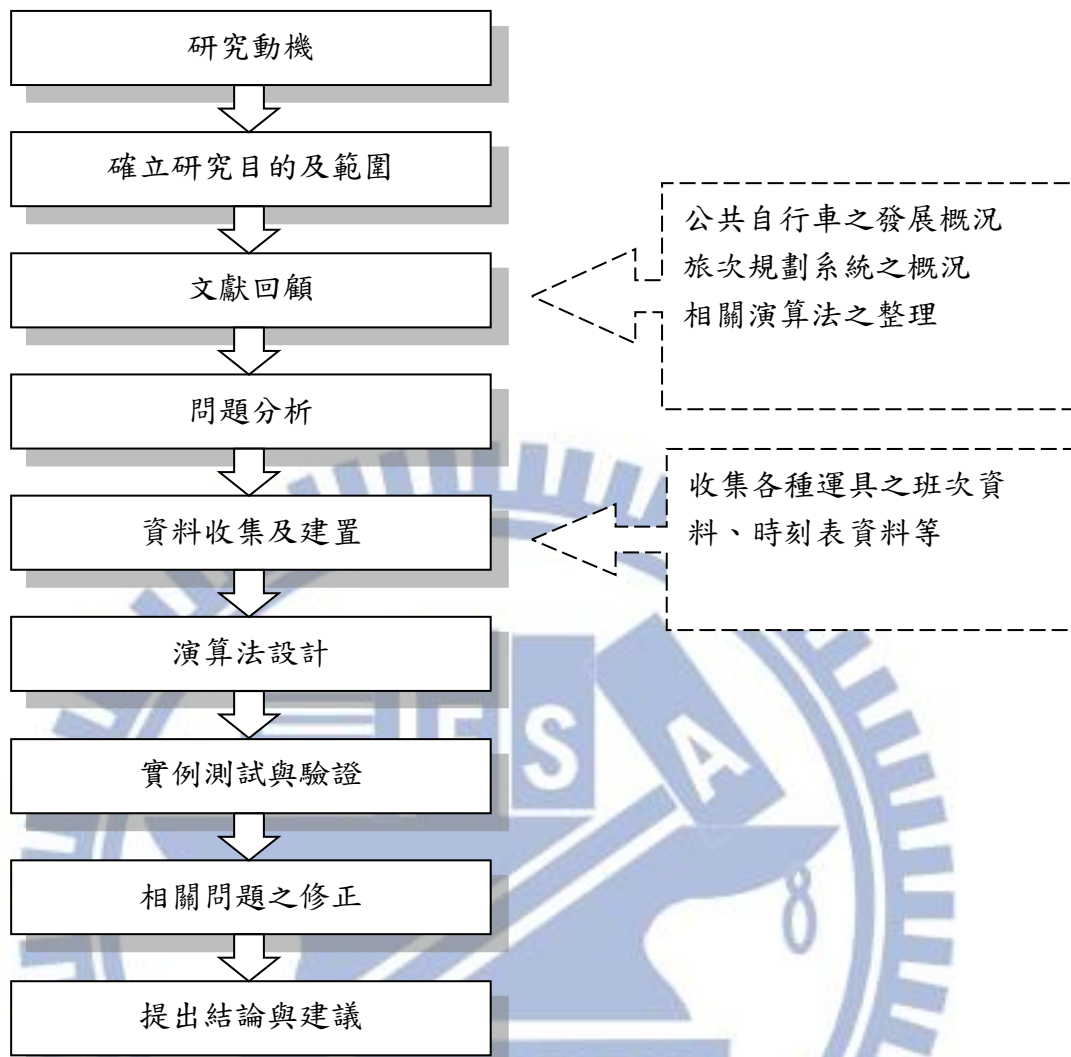 研究動機
確立研究目的及範圍
公共自行車之發展概況
旅次規劃系統之概況
文獻回顧
相關演算法之整理
問題分析
收集各種運具之班次資
料、時刻表資料等
資料收集及建置
演算法設計
E S A
實例測試與驗證
相關問題之修正
8
提出結論與建議